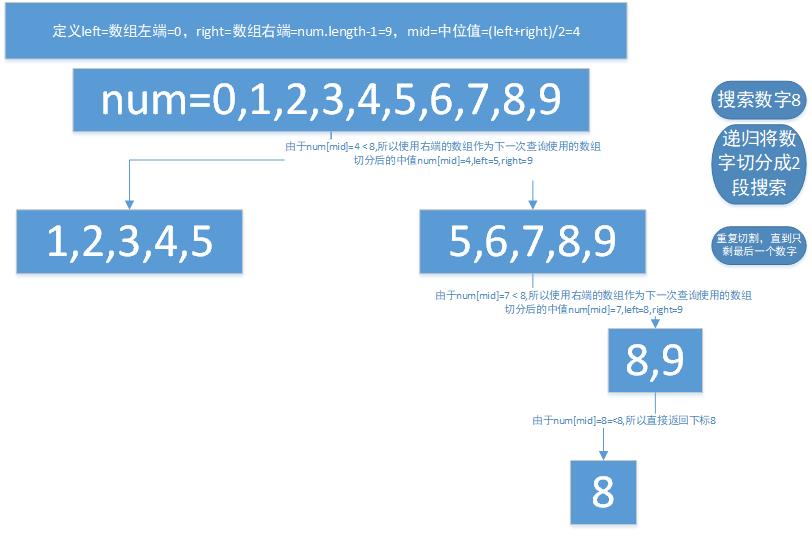 定义left=数组左端=0，right=数组右端=num.length-1=9，mid=中位值=(left+right)/2=4
num=0,1,2,3,4,5,6,7,8,9
搜索数字8
由于num[mid]=4 < 8,所以使用右端的数组作为下一次查询使用的数组
切分后的中值num[mid]=4,left=5,right=9
递归将数
字切分成2
段搜索
1,2,3,4,5
5,6,7,8,9
重复切割，直到只
剩最后一个数字
由于num[mid]=7 < 8,所以使用右端的数组作为下一次查询使用的数组
切分后的中值num[mid]=7,left=8,right=9
8,9
由于num[mid]=8=<8,所以直接返回下标8
8